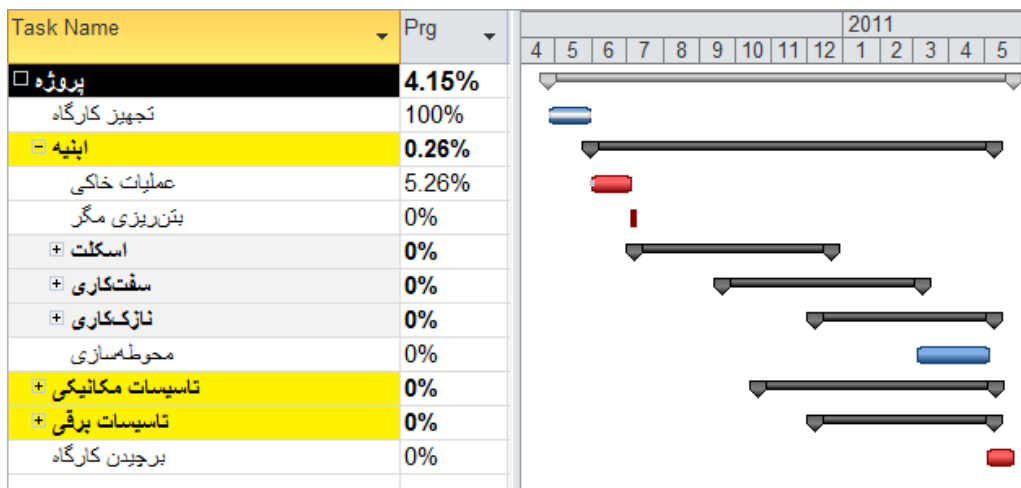 Task Name Prg
2011
4 5 6 7 8 9 10 11 12 1 2 3 4 5
پروژه 4.15%
تجهیز کارگاه 100%
ابنیه 0.26%
عملیات خاکی 5.26%
بتن‌ریزی مگر 0%
اسکلت 0%
سفت‌کاری 0%
نازک‌کاری 0%
محوطه‌سازی 0%
تاسیسات مکانیکی 0%
تاسیسات برقی 0%
برچیدن کارگاه 0%